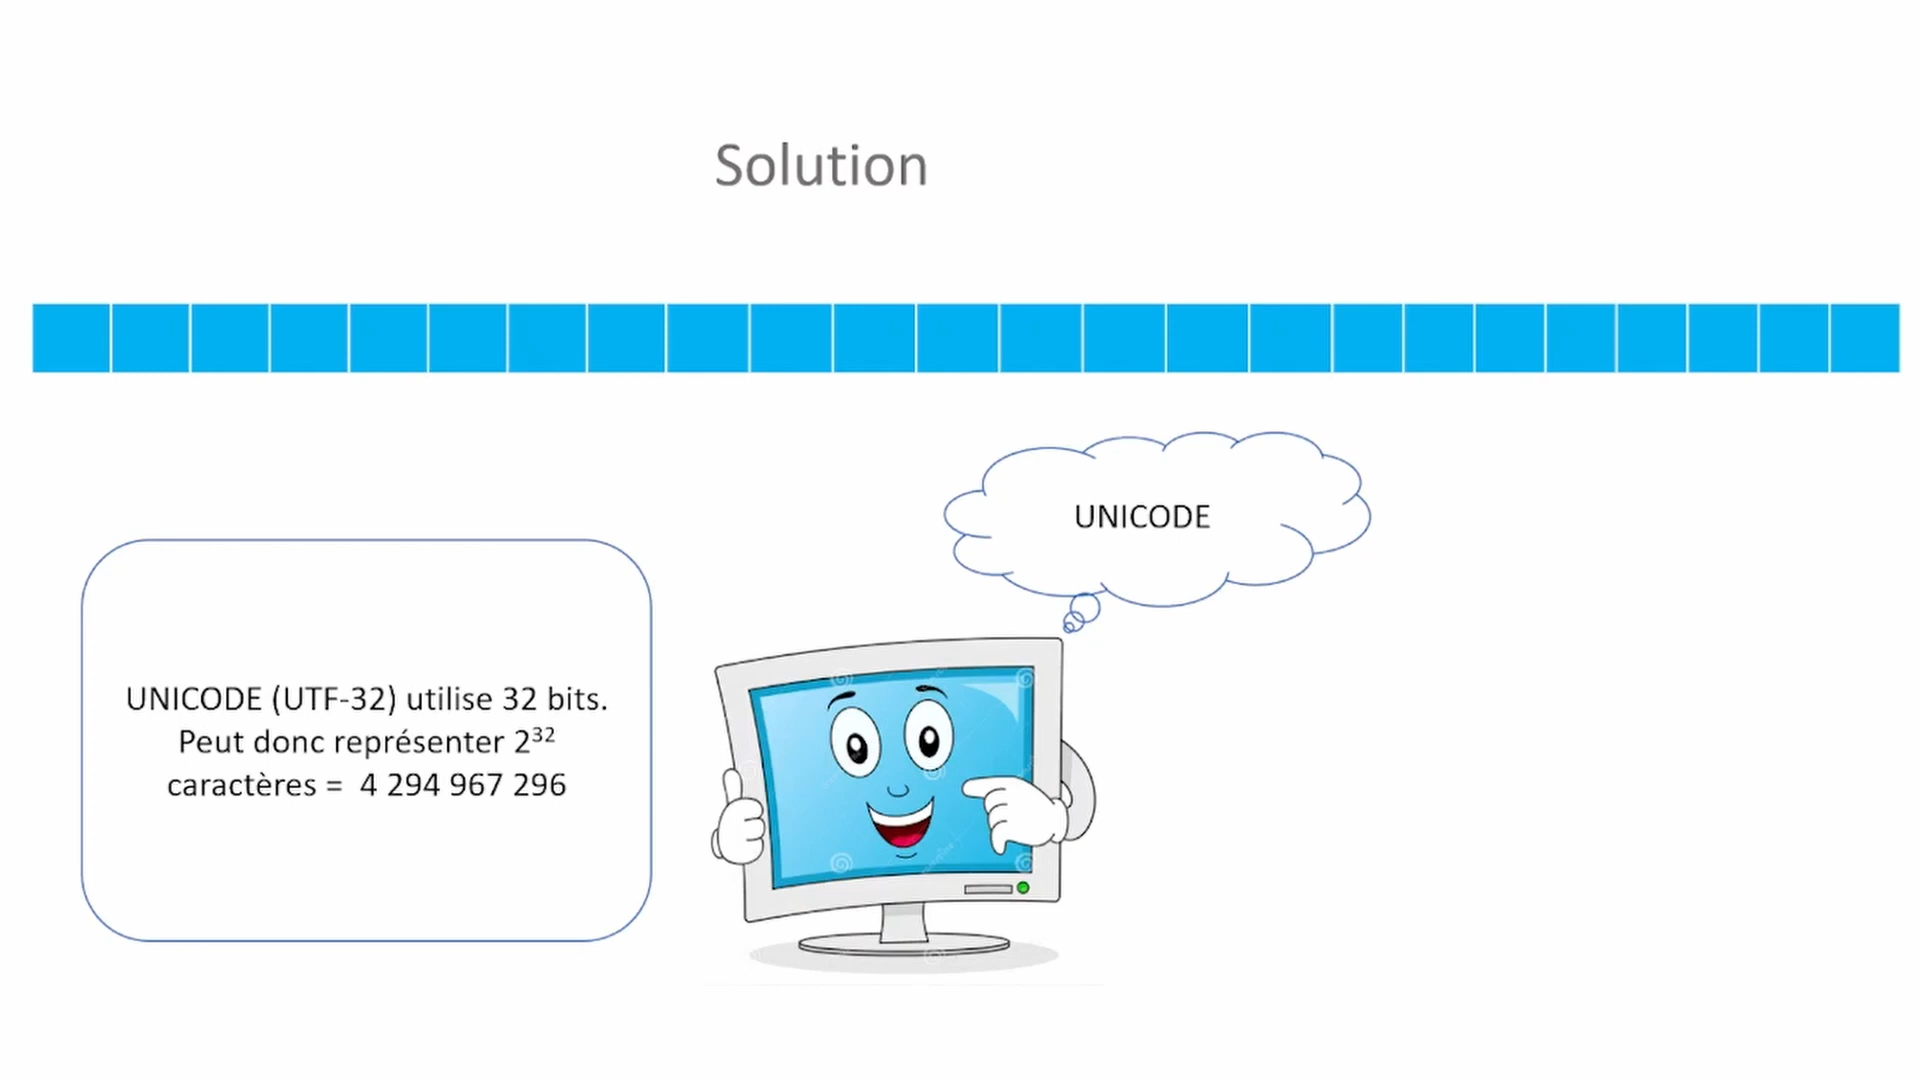 Solution
UNICODE
UNICODE (UTF-32) utilise 32 bits.
Peut donc représenter 2³²
caractères = 4 294 967 296